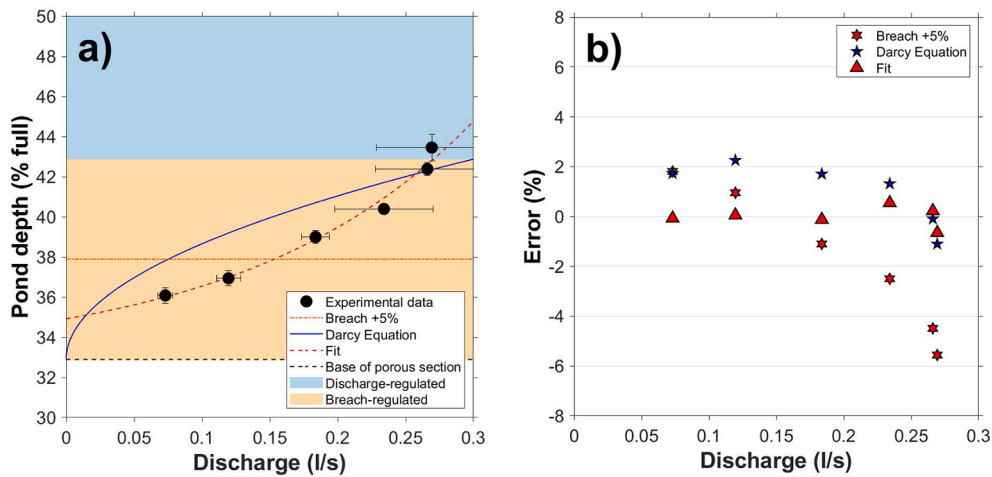 a)
50
48
46
44
42
40
38
36
34
32
30
Pond depth (% full)
0
0.05
0.1
0.15
0.2
0.25
0.3
Discharge (l/s)
Experimental data
Breach +5%
Darcy Equation
Fit
Base of porous section
Discharge-regulated
Breach-regulated
b)
8
6
4
2
0
-2
-4
-6
-8
Error (%)
0
0.05
0.1
0.15
0.2
0.25
0.3
Discharge (l/s)
Breach +5%
Darcy Equation
Fit